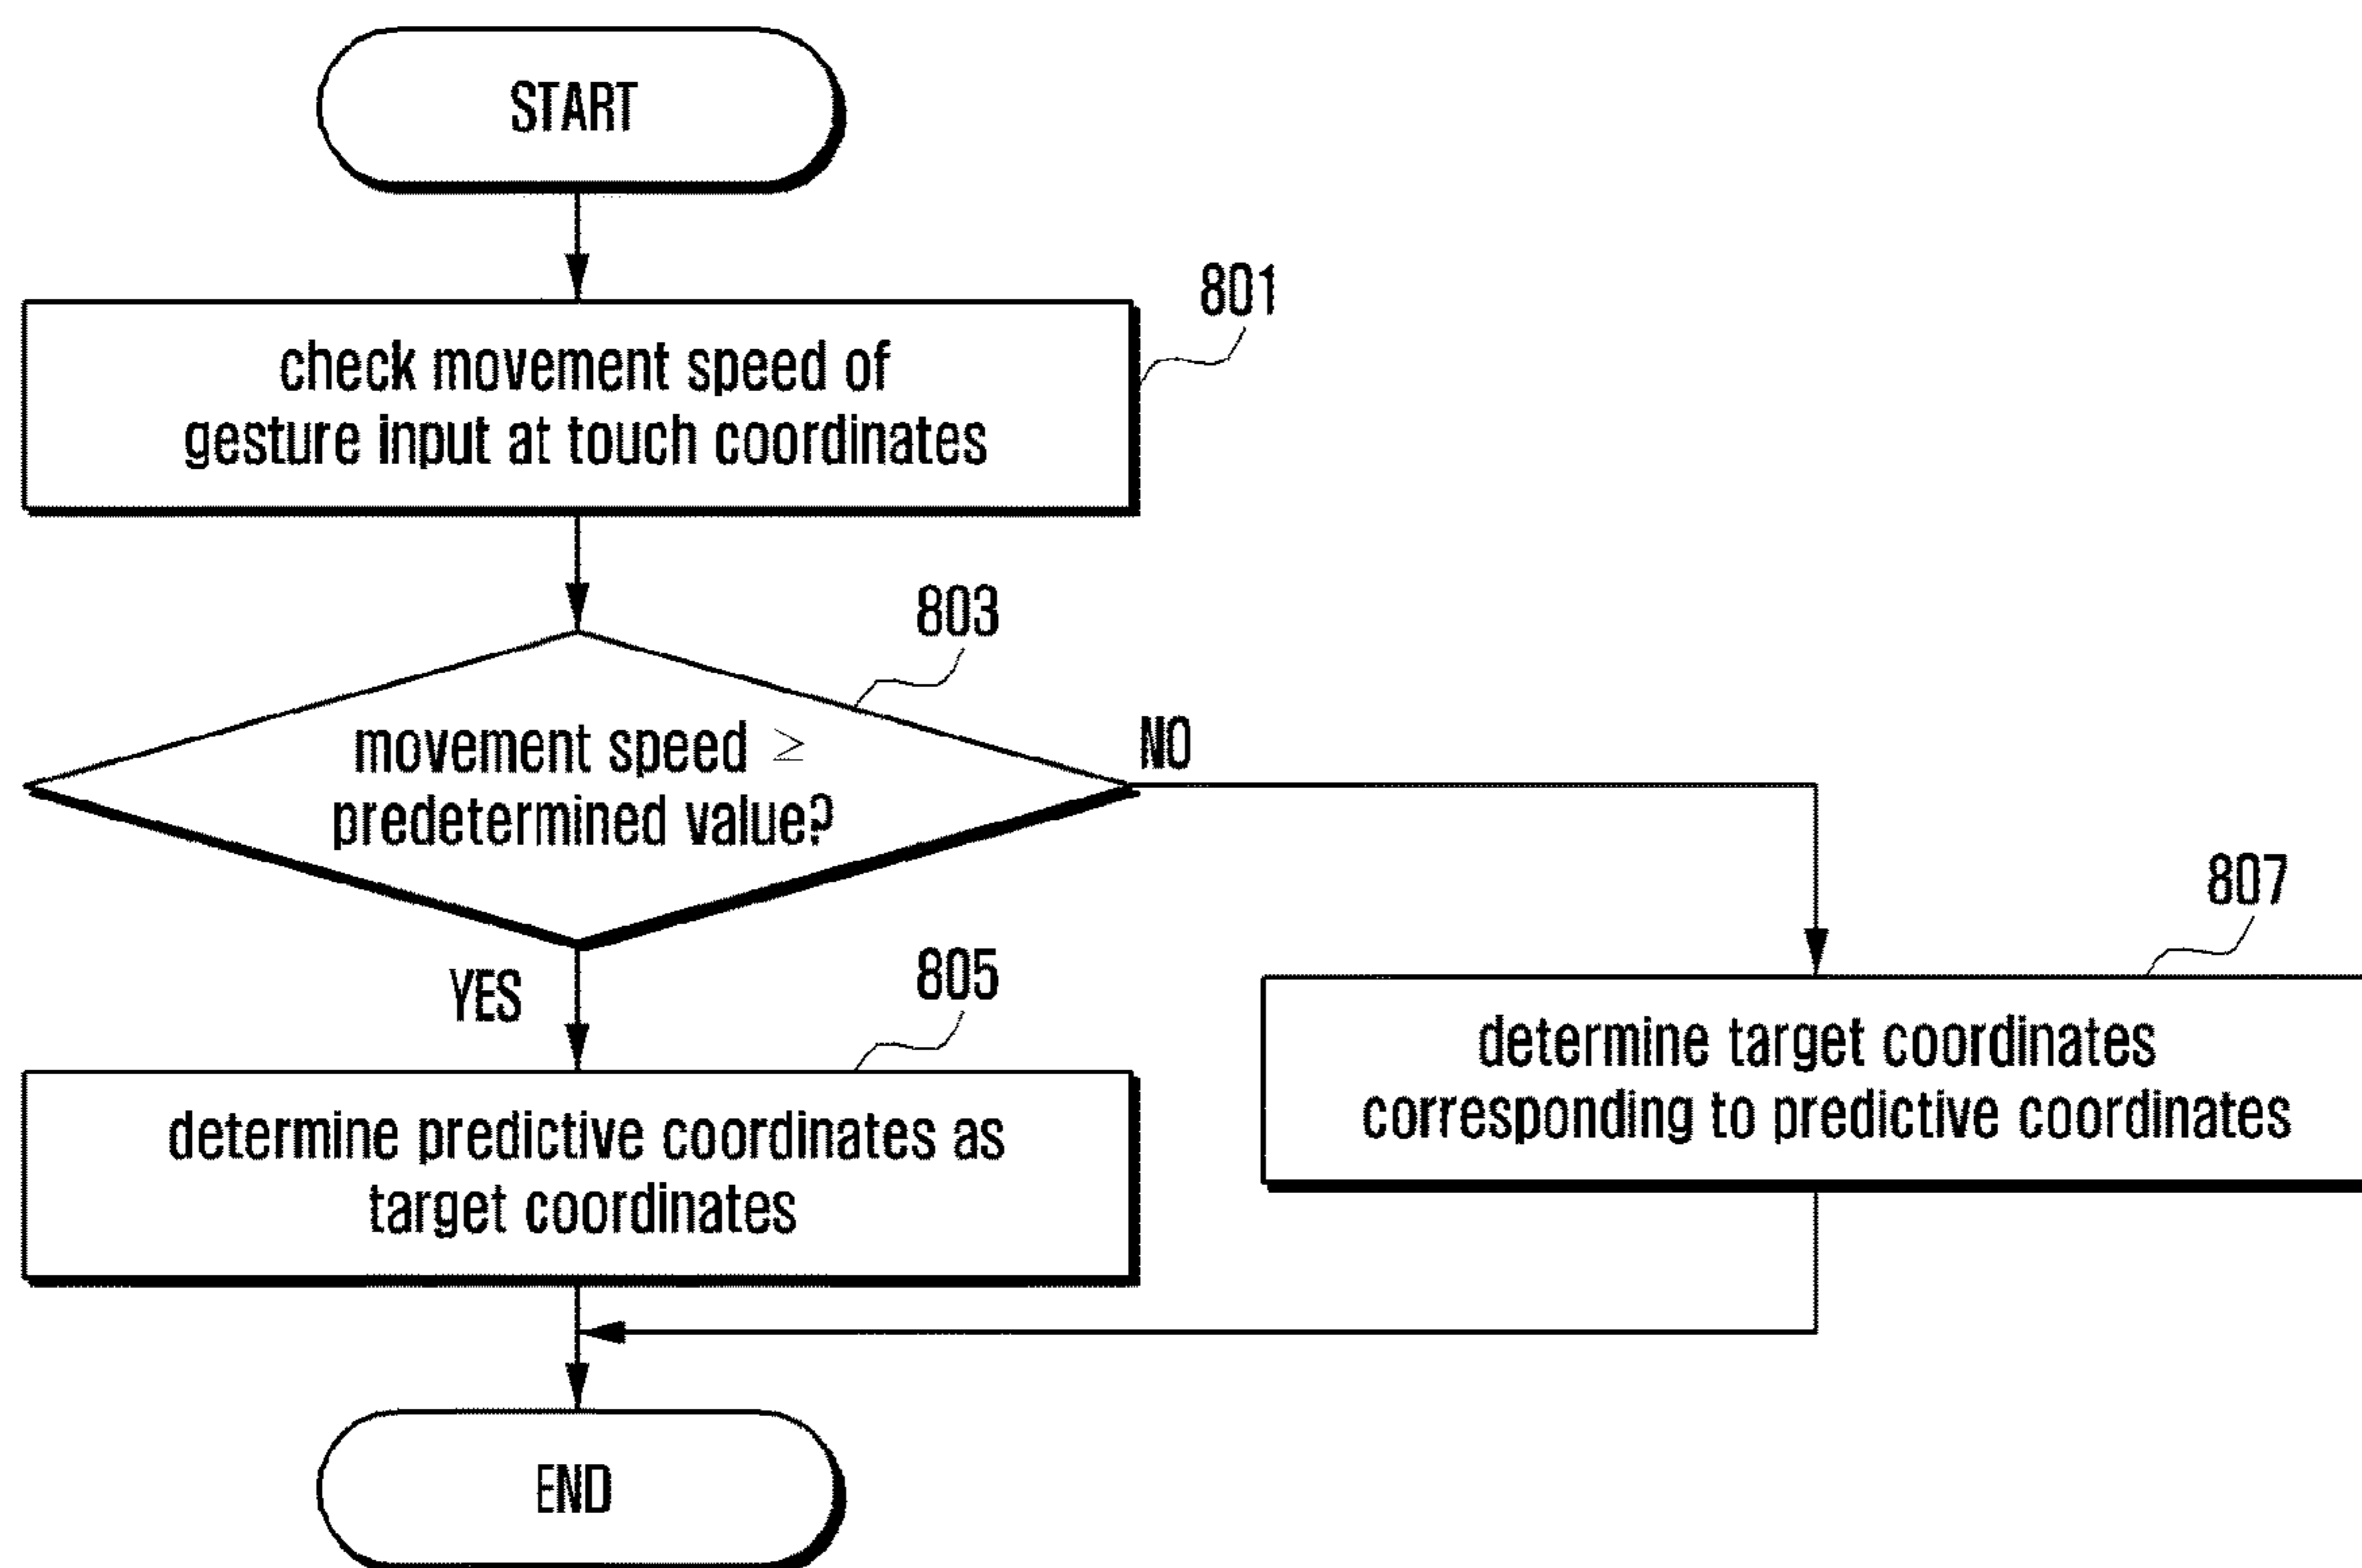 START
801
check movement speed of
gesture input at touch coordinates
803
movement speed ≥
predetermined value?
NO
YES
805
determine predictive coordinates as
target coordinates
807
determine target coordinates
corresponding to predictive coordinates
END